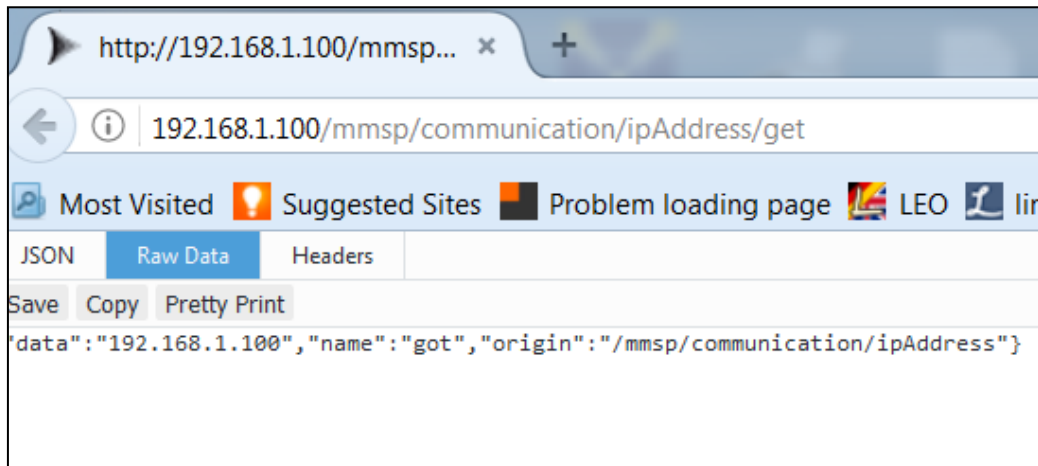 http://192.168.1.100/mmsp... × +
192.168.1.100/mmsp/communication/ipAddress/get
Most Visited Suggested Sites Problem loading page LEO lin
JSON Raw Data Headers
Save Copy Pretty Print
"data":"192.168.1.100","name":"got","origin":"/mmsp/communication/ipAddress"}